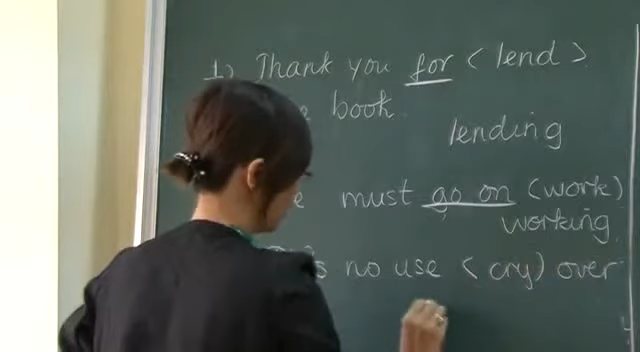 1) Thank you for <lend>
book.
lending
must go on (work)
working.
no use <cry) over